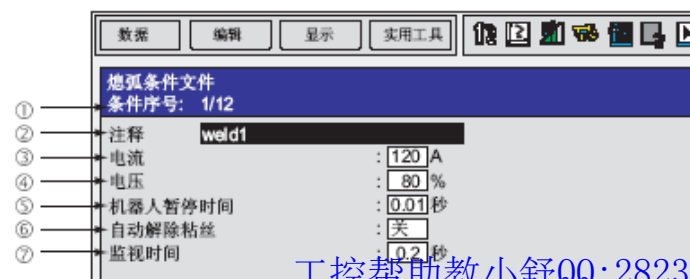 数据 编辑 显示 实用工具
熄弧条件文件
① 条件序号: 1/12
② 注释 weld1
③ 电流 : 120 A
④ 电压 : 80 %
⑤ 机器人暂停时间 : 0.01 秒
⑥ 自动解除粘丝 : 关
⑦ 监视时间 : 0.2 秒
工控帮助教小舒QQ:2823